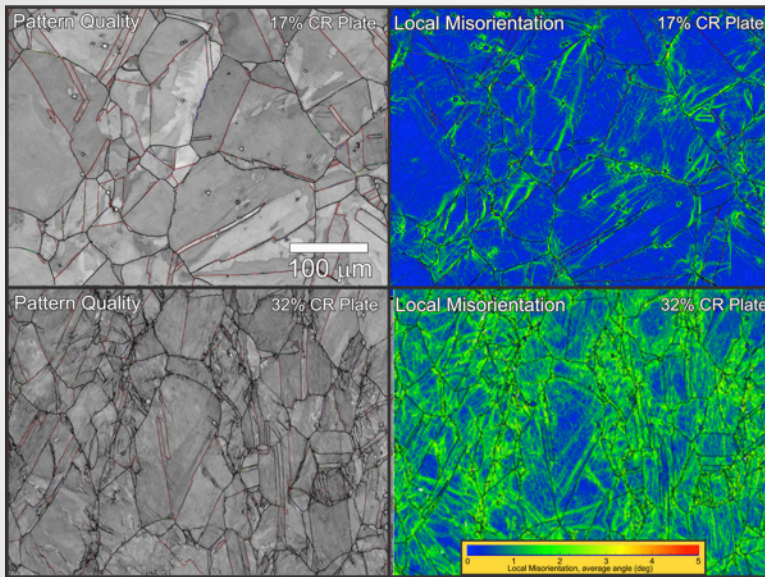 Pattern Quality 17% CR Plate
Local Misorientation 17% CR Plate
100 μm
Pattern Quality 32% CR Plate
Local Misorientation 32% CR Plate
0 1 2 3 4 5
Local Misorientation, average angle (deg)